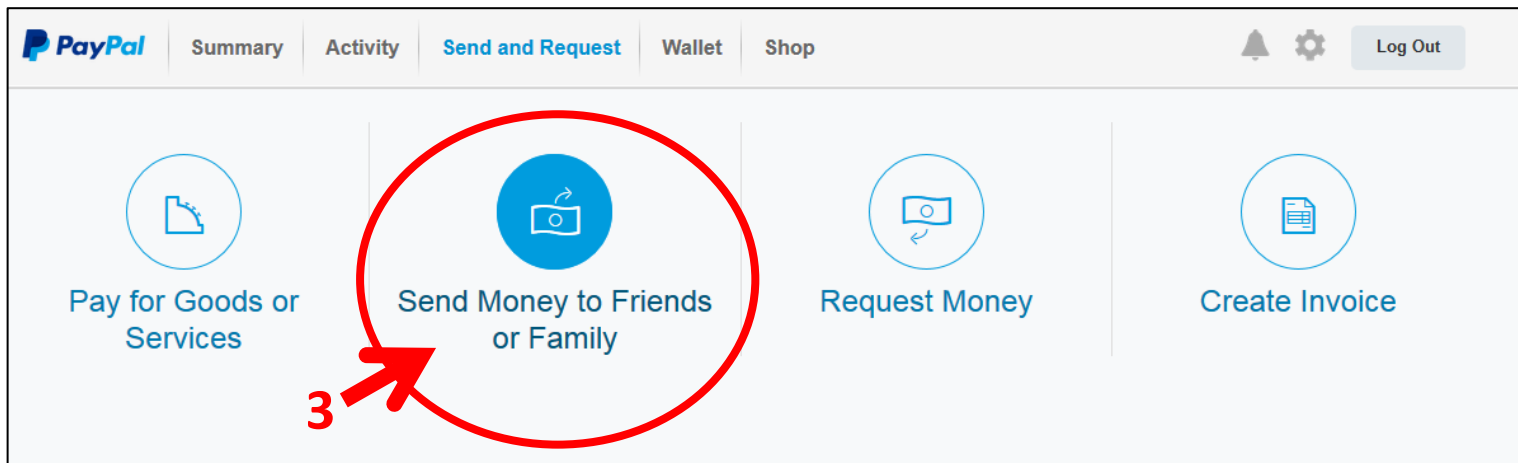 PayPal Summary Activity Send and Request Wallet Shop Log Out
Pay for Goods or
Services
Send Money to Friends
or Family
Request Money
Create Invoice
3